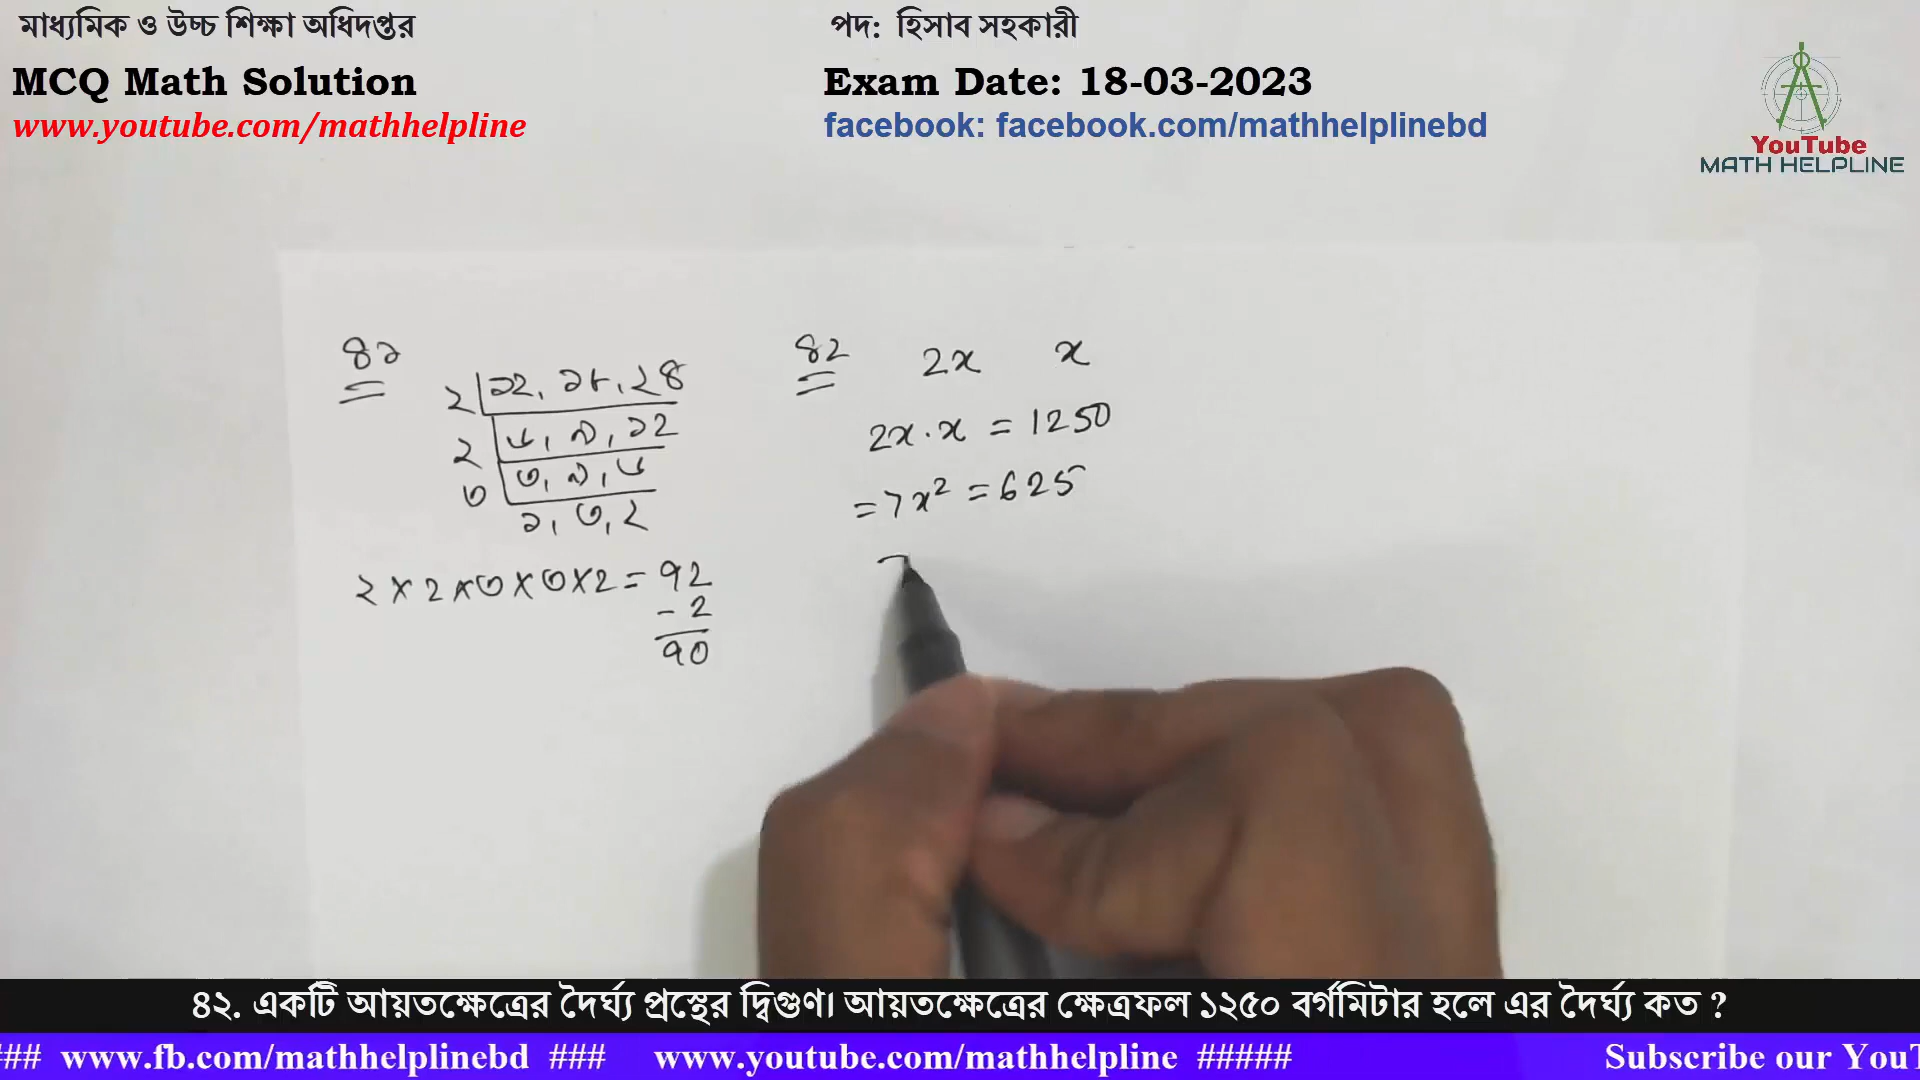 মাধ্যমিক ও উচ্চ শিক্ষা অধিদপ্তর
পদ: হিসাব সহকারী
MCQ Math Solution
Exam Date: 18-03-2023
www.youtube.com/mathhelpline
facebook: facebook.com/mathhelplinebd
YouTube
MATH HELPLINE
৪১
২ ১২, ১৮, ২৪
২ ৬, ৯, ১২
৩ ৩, ৯, ৬
১, ৩, ২
২ × ২ × ৩ × ৩ × ২ = ৭২
- ২
৭০
৪২
2x x
2x . x = 1250
=7 x² = 625
৪২. একটি আয়তক্ষেত্রের দৈর্ঘ্য প্রস্থের দ্বিগুণ। আয়তক্ষেত্রের ক্ষেত্রফল ১২৫০ বর্গমিটার হলে এর দৈর্ঘ্য কত ?
## www.fb.com/mathhelplinebd ### www.youtube.com/mathhelpline ##### Subscribe our YouT